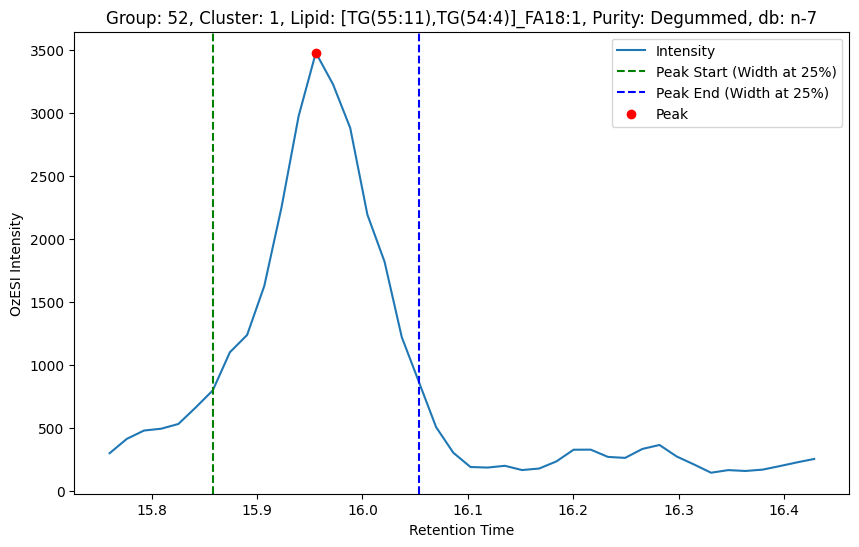 Group: 52, Cluster: 1, Lipid: [TG(55:11),TG(54:4)]_FA18:1, Purity: Degummed, db: n-7
Intensity
Peak Start (Width at 25%)
Peak End (Width at 25%)
Peak
OzESI Intensity
3500
3000
2500
2000
1500
1000
500
0
15.8 15.9 16.0 16.1 16.2 16.3 16.4
Retention Time